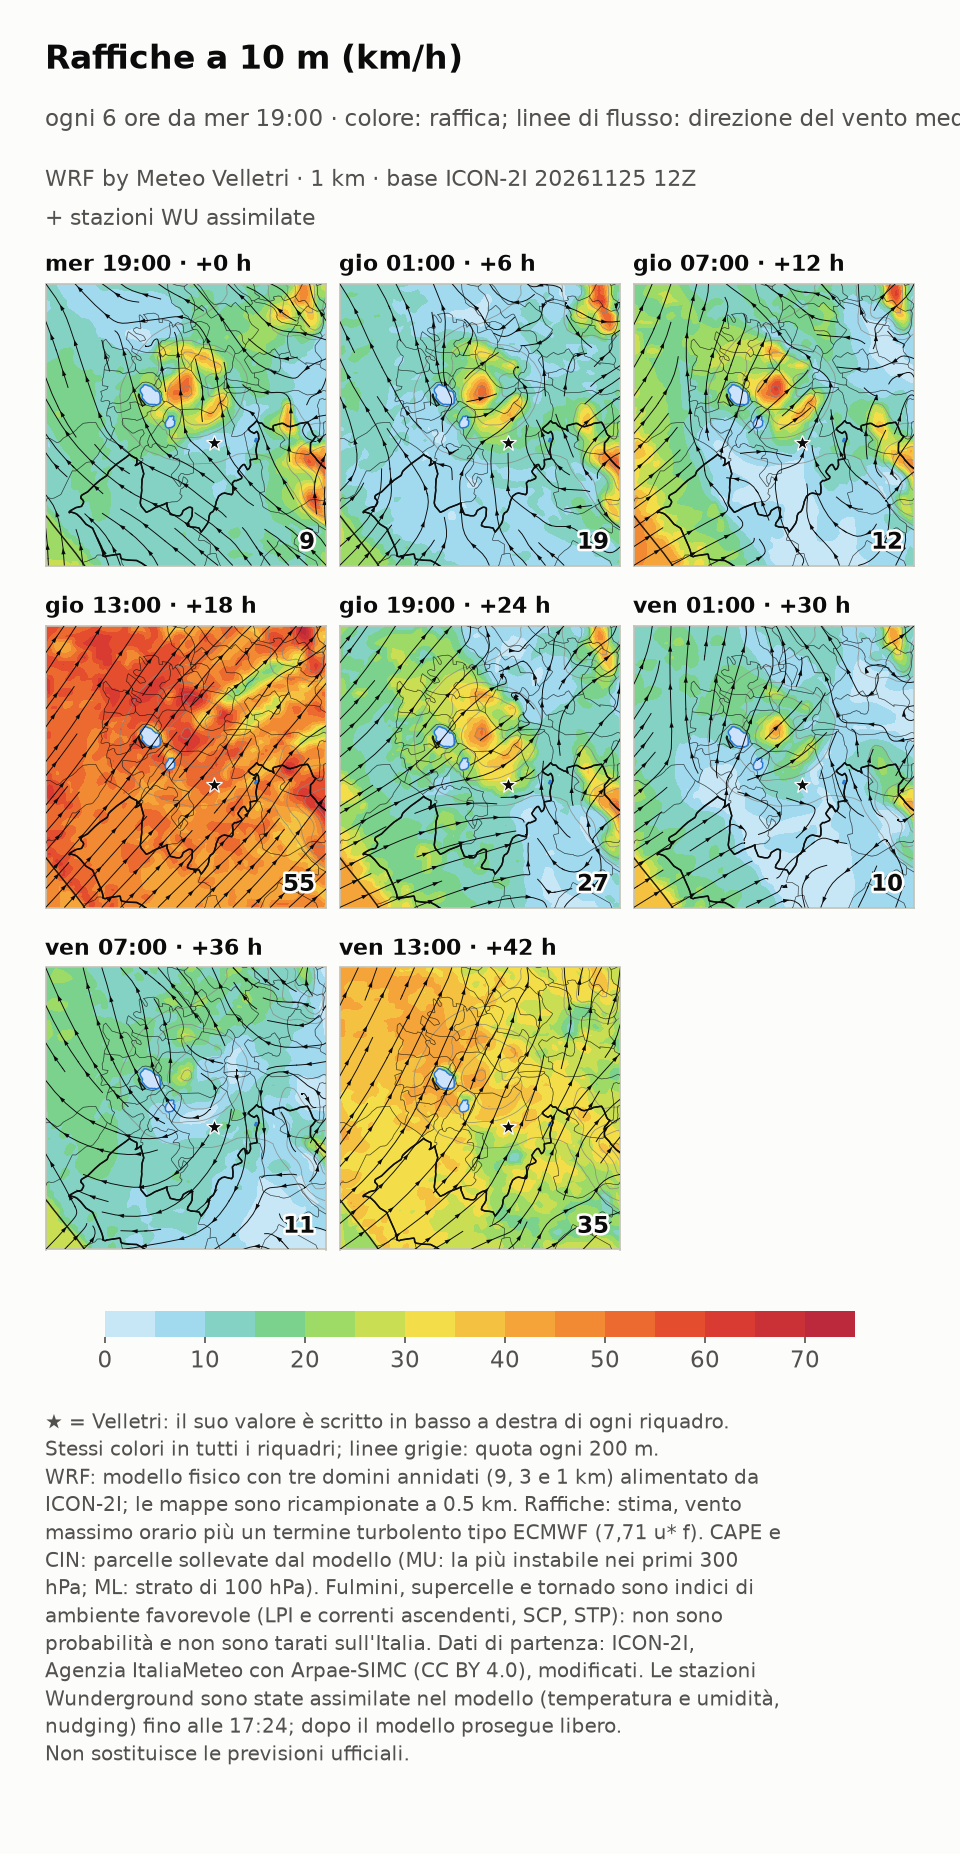 Raffiche a 10 m (km/h)
ogni 6 ore da mer 19:00 · colore: raffica; linee di flusso: direzione del vento med
WRF by Meteo Velletri · 1 km · base ICON-2I 20261125 12Z
+ stazioni WU assimilate
mer 19:00 · +0 h
gio 01:00 · +6 h
gio 07:00 · +12 h
9
19
12
gio 13:00 · +18 h
gio 19:00 · +24 h
ven 01:00 · +30 h
55
27
10
ven 07:00 · +36 h
ven 13:00 · +42 h
11
35
0 10 20 30 40 50 60 70
★ = Velletri: il suo valore è scritto in basso a destra di ogni riquadro.
Stessi colori in tutti i riquadri; linee grigie: quota ogni 200 m.
WRF: modello fisico con tre domini annidati (9, 3 e 1 km) alimentato da
ICON-2I; le mappe sono ricampionate a 0.5 km. Raffiche: stima, vento
massimo orario più un termine turbolento tipo ECMWF (7,71 u* f). CAPE e
CIN: parcelle sollevate dal modello (MU: la più instabile nei primi 300
hPa; ML: strato di 100 hPa). Fulmini, supercelle e tornado sono indici di
ambiente favorevole (LPI e correnti ascendenti, SCP, STP): non sono
probabilità e non sono tarati sull'Italia. Dati di partenza: ICON-2I,
Agenzia ItaliaMeteo con Arpae-SIMC (CC BY 4.0), modificati. Le stazioni
Wunderground sono state assimilate nel modello (temperatura e umidità,
nudging) fino alle 17:24; dopo il modello prosegue libero.
Non sostituisce le previsioni ufficiali.